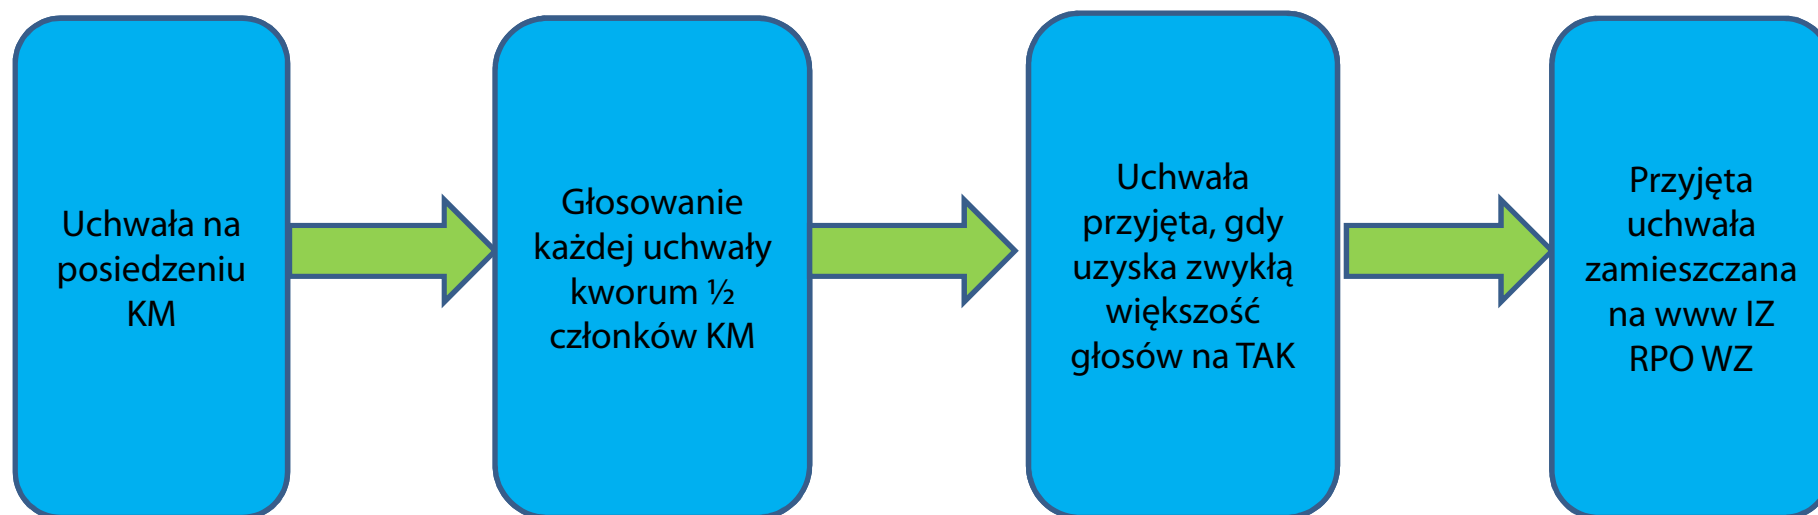 Uchwała na
posiedzeniu
KM
Głosowanie
każdej uchwały
kworum ½
członków KM
Uchwała
przyjęta, gdy
uzyska zwykłą
większość
głosów na TAK
Przyjęta
uchwała
zamieszczana
na www IZ
RPO WZ